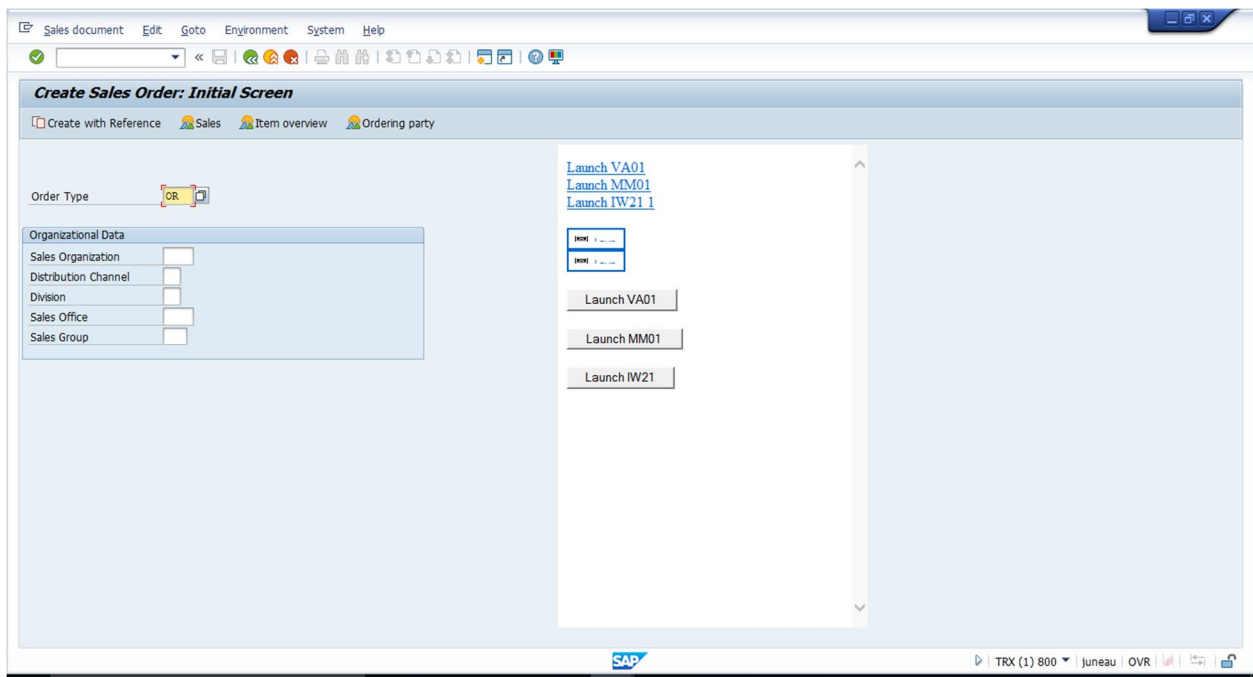 Sales document Edit Goto Environment System Help
Create Sales Order: Initial Screen
Create with Reference Sales Item overview Ordering party
Order Type OR
Organizational Data
Sales Organization
Distribution Channel
Division
Sales Office
Sales Group
Launch VA01
Launch MM01
Launch IW21 1
Launch VA01
Launch MM01
Launch IW21
SAP
TRX (1) 800 juneau OVR